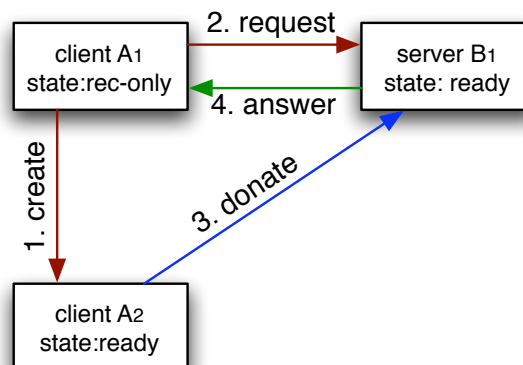 2. request
client A1
state:rec-only
server B1
state: ready
4. answer
1. create
3. donate
client A2
state:ready